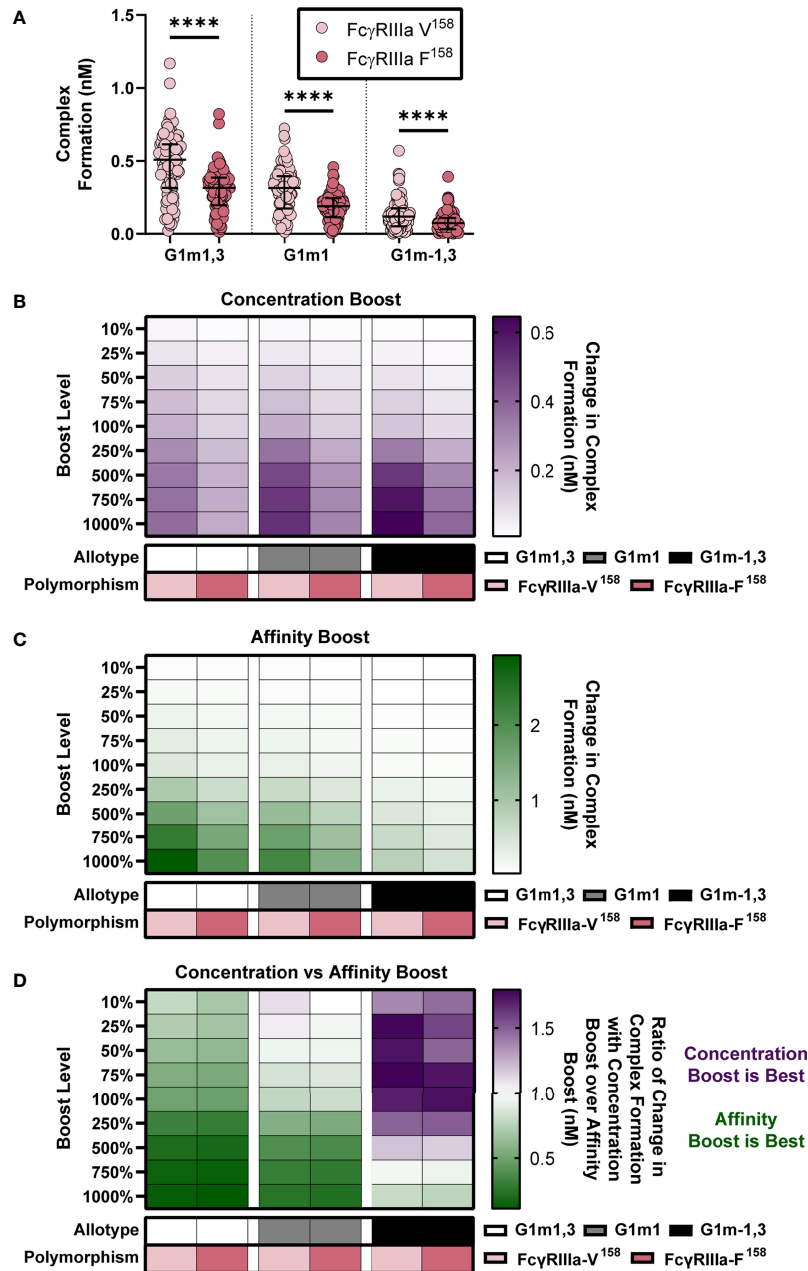 A
Complex
Formation (nM)
1.5
1.0
0.5
0.0
FcγRIIIa V158
FcγRIIIa F158
****
****
****
G1m1,3
G1m1
G1m-1,3
B
Concentration Boost
Boost Level
10%
25%
50%
75%
100%
250%
500%
750%
1000%
0.6
0.4
0.2
Change in Complex
Formation (nM)
Allotype
G1m1,3
G1m1
G1m-1,3
Polymorphism
FcγRIIIa-V158
FcγRIIIa-F158
C
Affinity Boost
Boost Level
10%
25%
50%
75%
100%
250%
500%
750%
1000%
2
1
Change in Complex
Formation (nM)
Allotype
G1m1,3
G1m1
G1m-1,3
Polymorphism
FcγRIIIa-V158
FcγRIIIa-F158
D
Concentration vs Affinity Boost
Boost Level
10%
25%
50%
75%
100%
250%
500%
750%
1000%
1.5
1.0
0.5
Ratio of Change in
Complex Formation
with Concentration
Boost over Affinity
Boost (nM)
Concentration
Boost is Best
Affinity
Boost is Best
Allotype
G1m1,3
G1m1
G1m-1,3
Polymorphism
FcγRIIIa-V158
FcγRIIIa-F158